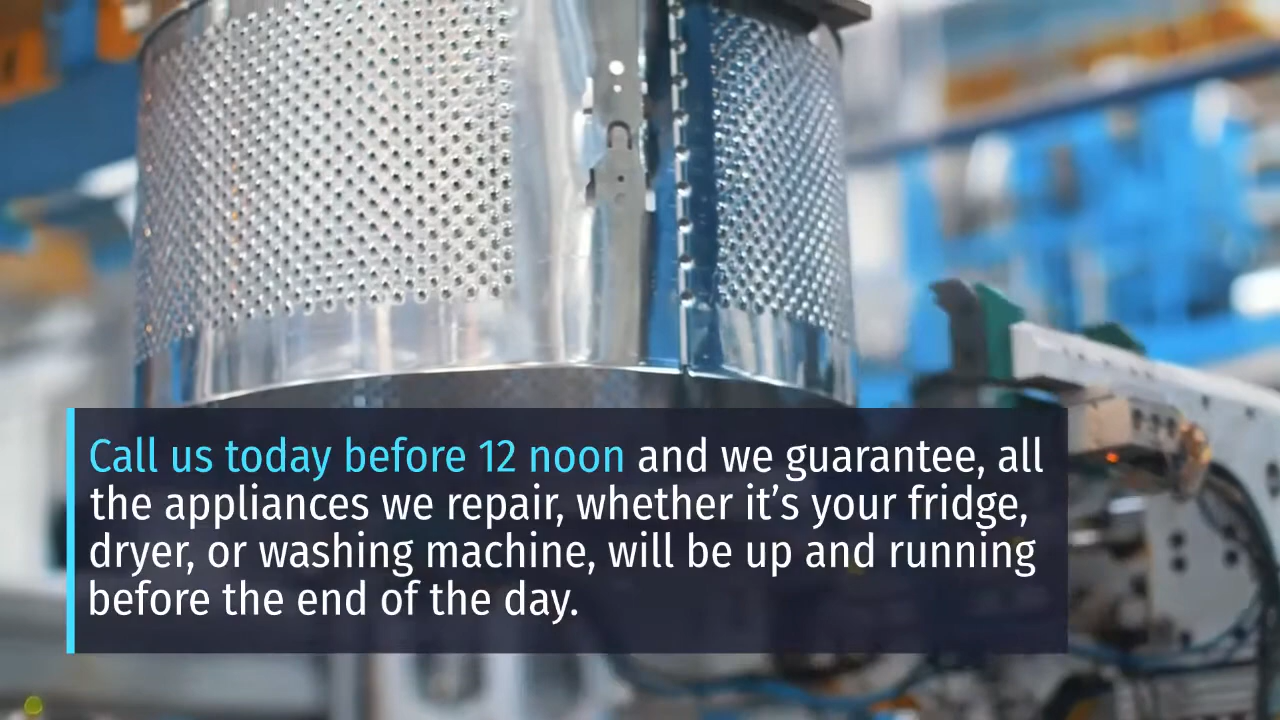 Call us today before 12 noon and we guarantee, all
the appliances we repair, whether it’s your fridge,
dryer, or washing machine, will be up and running
before the end of the day.